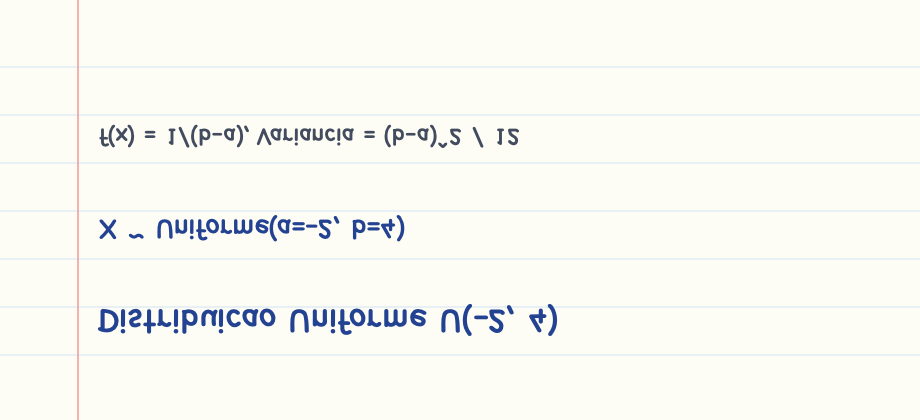 Distribuicao Uniforme U(-2, 4)
X ~ Uniforme(a=-2, b=4)
f(x) = 1/(b-a), Variancia = (b-a)^2 / 12